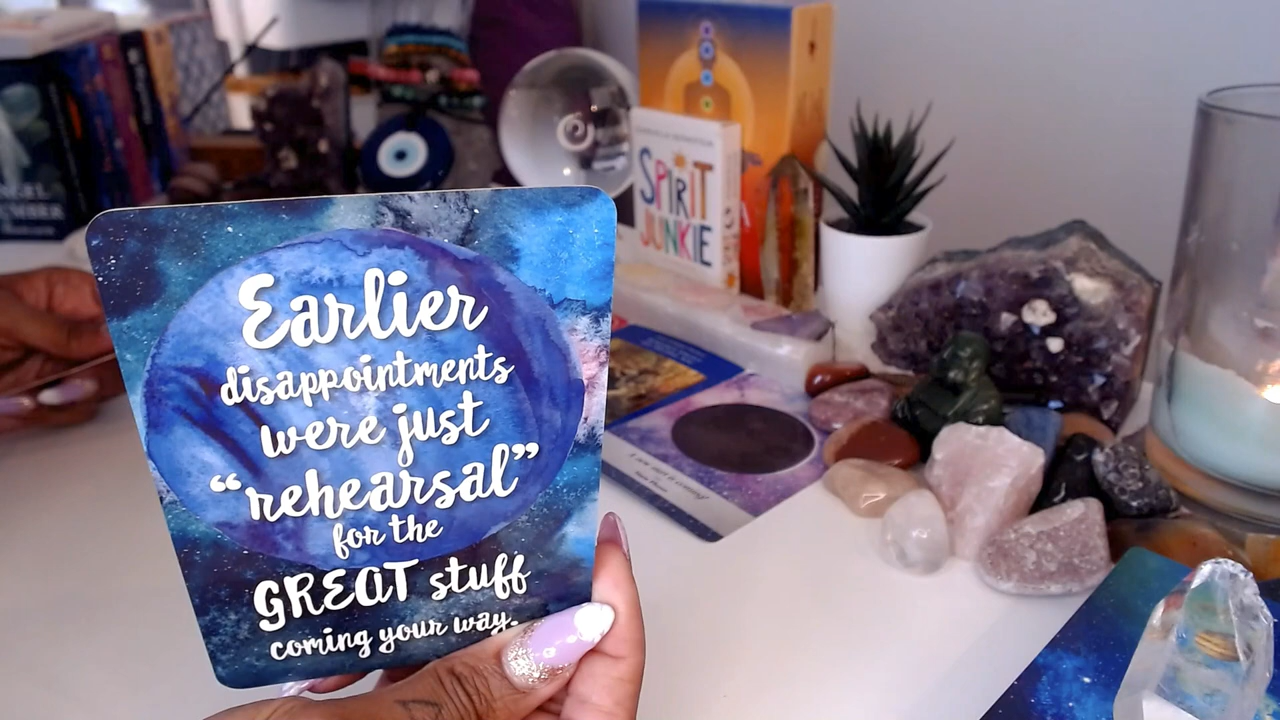 Earlier
disappointments
were just
“rehearsal”
for the
GREAT stuff
coming your way.
SPIRIT
JUNKIE